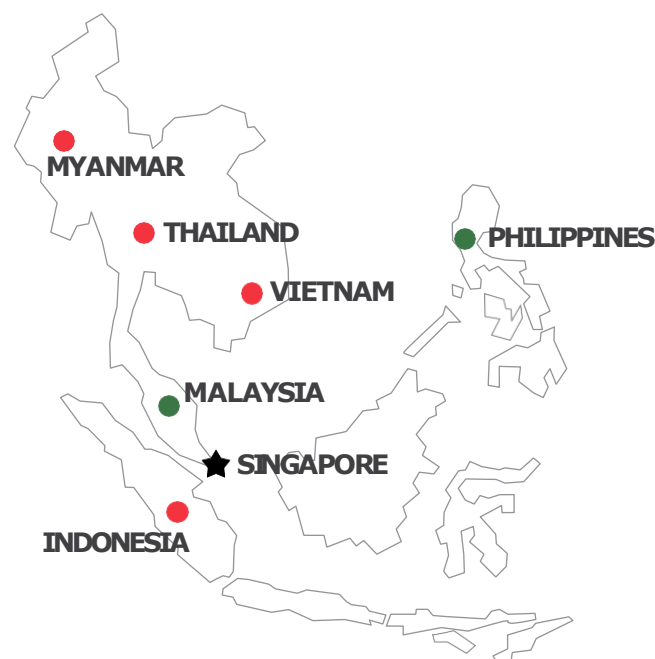 MYANMAR
THAILAND
PHILIPPINES
VIETNAM
MALAYSIA
SINGAPORE
INDONESIA